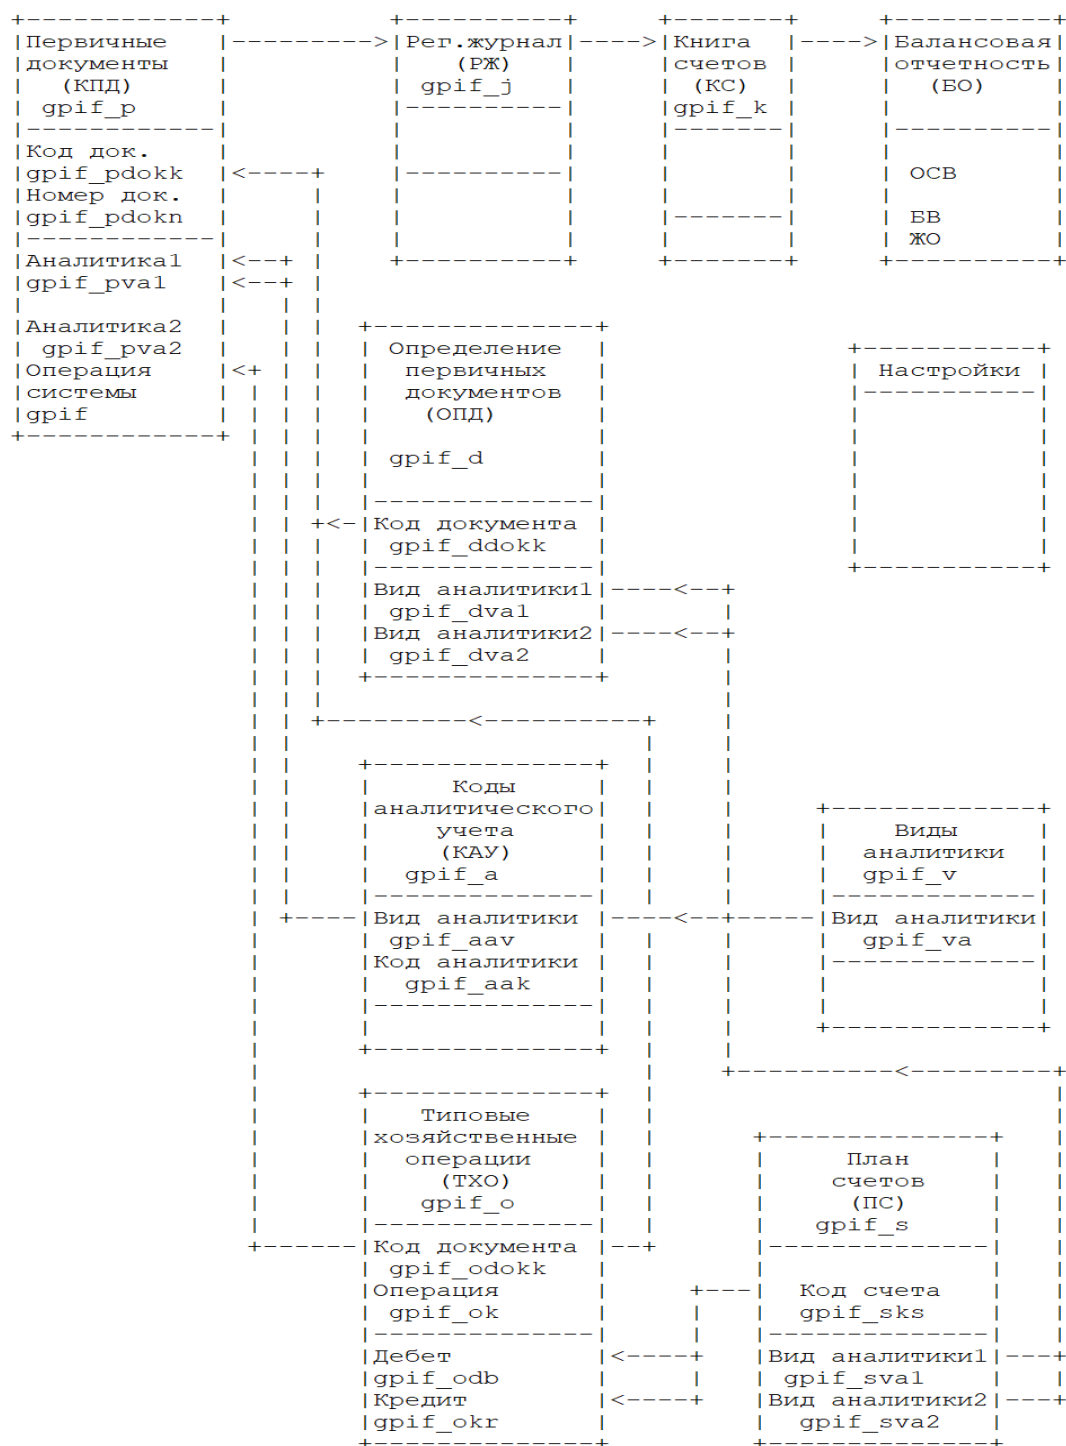 Первичные
документы
(КПД)
gpif_p
Код док.
gpif_pdokk
Номер док.
gpif_pdokn
Аналитика1
gpif_pva1
Аналитика2
gpif_pva2
Операция
системы
gpif
Рег.журнал
(РЖ)
gpif_j
Книга
счетов
(КС)
gpif_k
Балансовая
отчетность
(БО)
ОСВ
БВ
ЖО
Определение
первичных
документов
(ОПД)
gpif_d
Код документа
gpif_ddokk
Вид аналитики1
gpif_dva1
Вид аналитики2
gpif_dva2
Настройки
Коды
аналитического
учета
(КАУ)
gpif_a
Вид аналитики
gpif_aav
Код аналитики
gpif_aak
Виды
аналитики
gpif_v
Вид аналитики
gpif_va
Типовые
хозяйственные
операции
(ТХО)
gpif_o
Код документа
gpif_odokk
Операция
gpif_ok
Дебет
gpif_odb
Кредит
gpif_okr
План
счетов
(ПС)
gpif_s
Код счета
gpif_sks
Вид аналитики1
gpif_sva1
Вид аналитики2
gpif_sva2